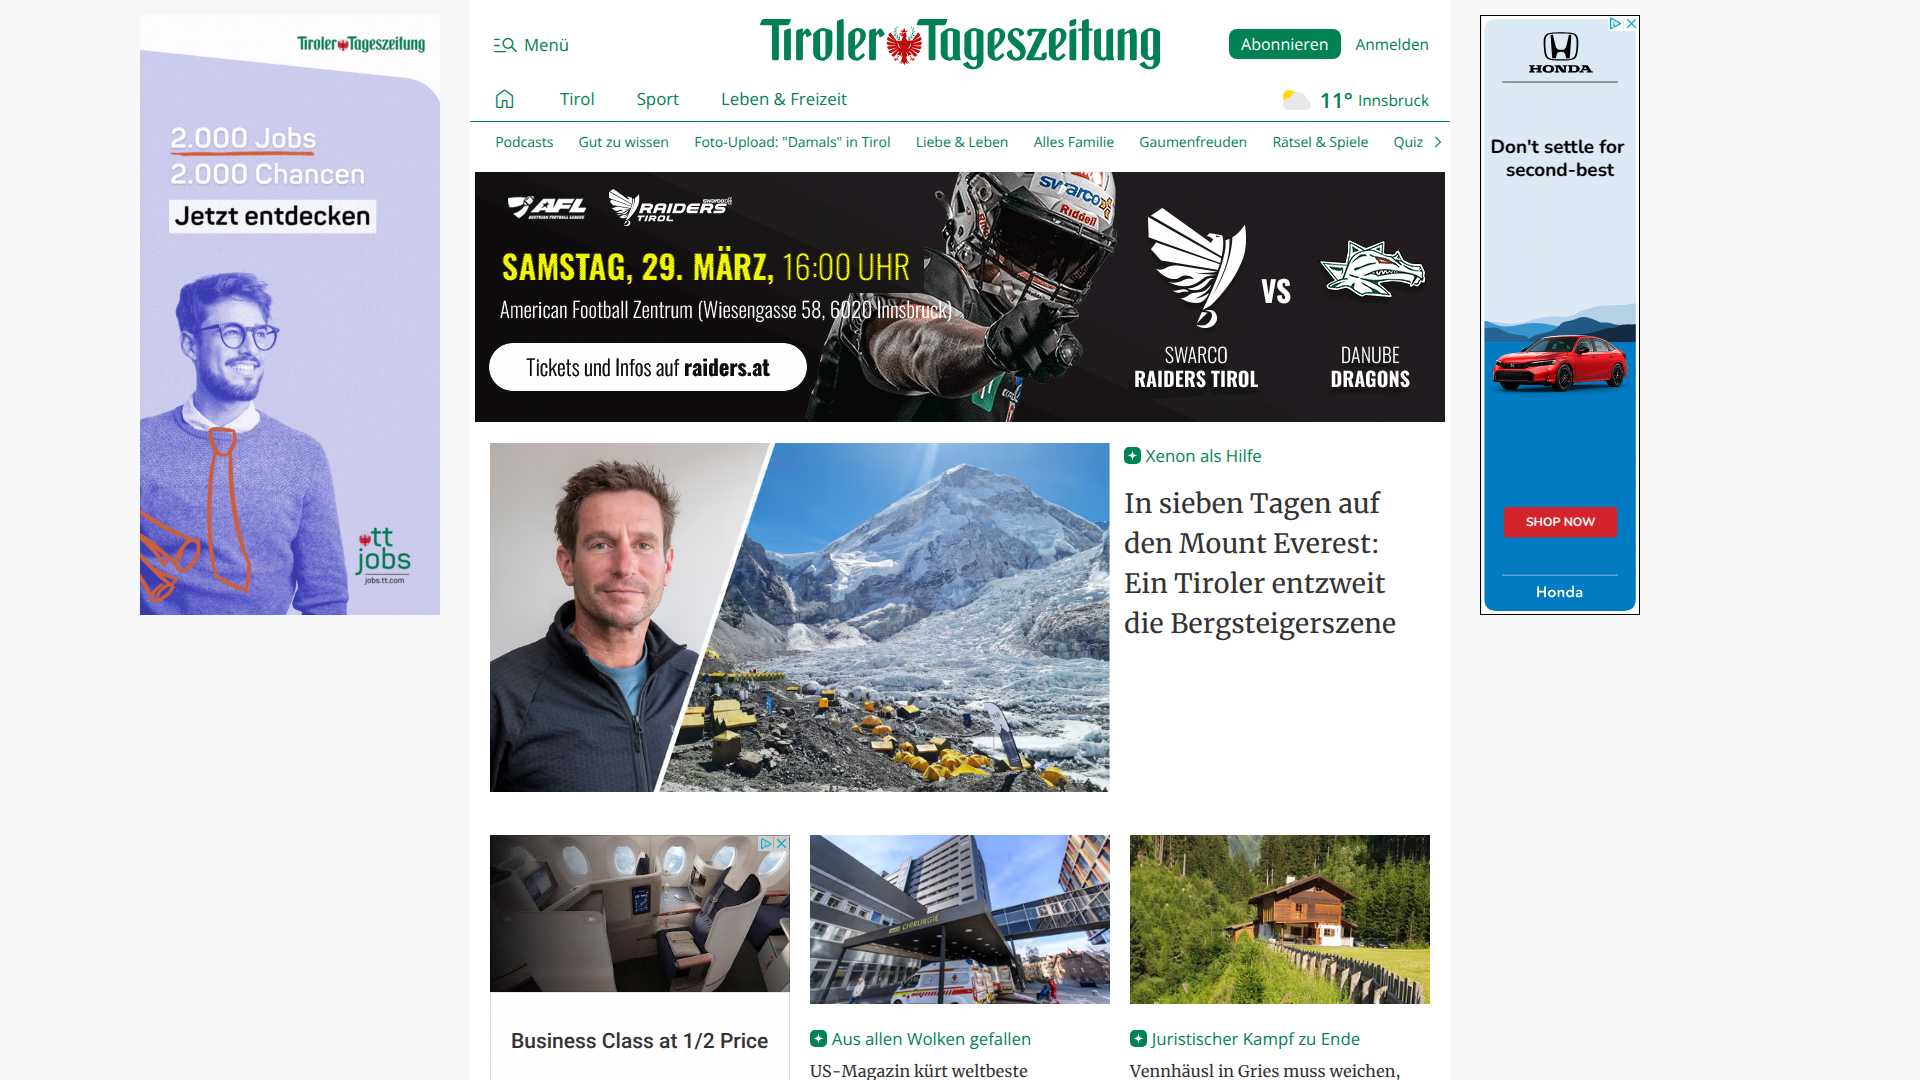 Tiroler Tageszeitung
2.000 Jobs
2.000 Chancen
Jetzt entdecken
tt
jobs
jobs.tt.com
Menü
Tiroler Tageszeitung
Abonnieren
Anmelden
Tirol
Sport
Leben & Freizeit
11° Innsbruck
Podcasts
Gut zu wissen
Foto-Upload: "Damals" in Tirol
Liebe & Leben
Alles Familie
Gaumenfreuden
Rätsel & Spiele
Quiz
AFL
SWARCO
RAIDERS
TIROL
SAMSTAG, 29. MÄRZ, 16:00 UHR
American Football Zentrum (Wiesengasse 58, 6020 Innsbruck)
Tickets und Infos auf raiders.at
swarco
Riddell
VS
SWARCO
RAIDERS TIROL
DANUBE
DRAGONS
Xenon als Hilfe
In sieben Tagen auf
den Mount Everest:
Ein Tiroler entzweit
die Bergsteigerszene
Business Class at 1/2 Price
CHIRURGIE
Aus allen Wolken gefallen
US-Magazin kürt weltbeste
Juristischer Kampf zu Ende
Vennhäusl in Gries muss weichen,
HONDA
Don't settle for
second-best
SHOP NOW
Honda